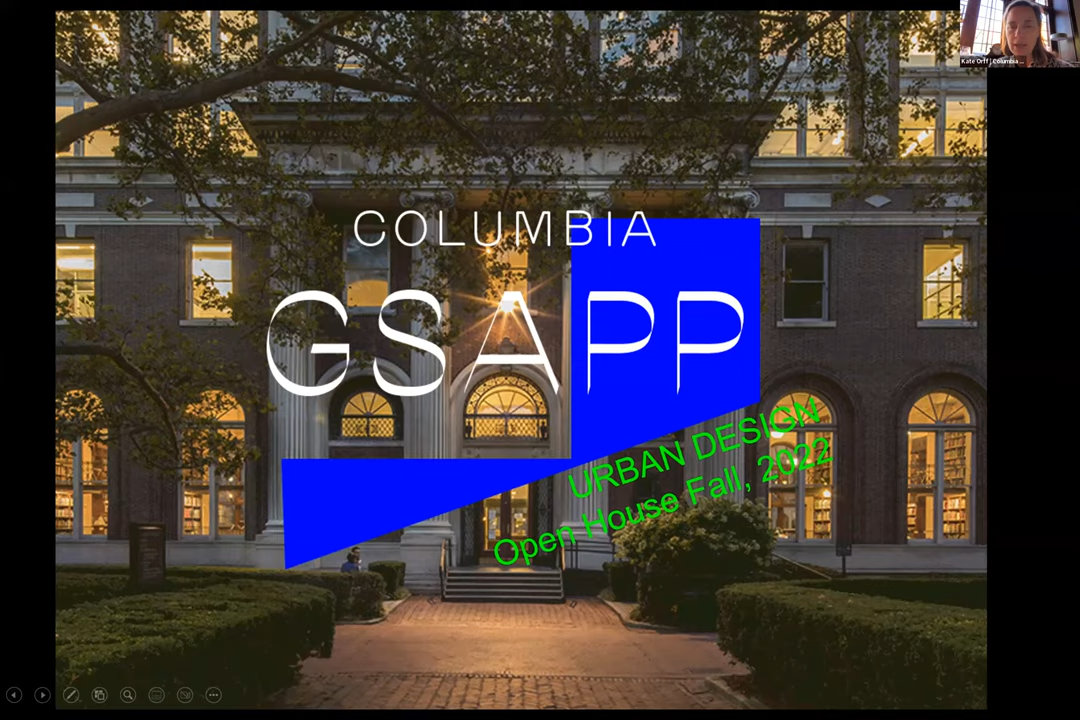 Kate Orff | Columbia ...
COLUMBIA
GSAPP
URBAN DESIGN
Open House Fall, 2022